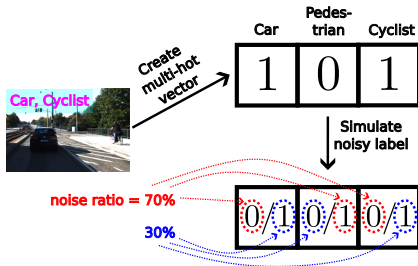 Car
Pedes-
trian
Cyclist
Create
multi-hot
vector
1 0 1
Car, Cyclist
Simulate
noisy label
noise ratio = 70%
0/1 0/1 0/1
30%